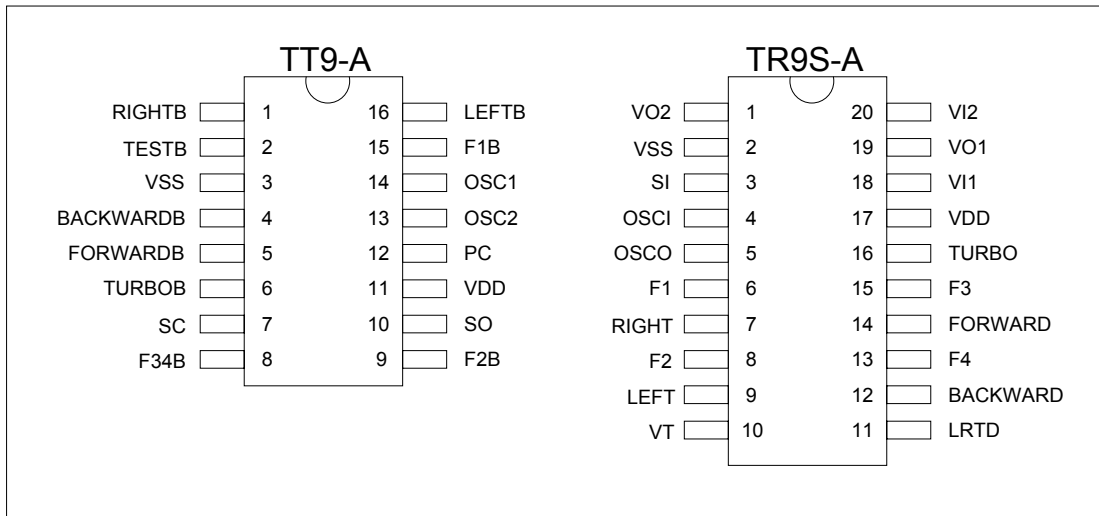 TT9-A
RIGHTB 1 16 LEFTB
TESTB 2 15 F1B
VSS 3 14 OSC1
BACKWARDB 4 13 OSC2
FORWARDB 5 12 PC
TURBOB 6 11 VDD
SC 7 10 SO
F34B 8 9 F2B
TR9S-A
VO2 1 20 VI2
VSS 2 19 VO1
SI 3 18 VI1
OSCI 4 17 VDD
OSCO 5 16 TURBO
F1 6 15 F3
RIGHT 7 14 FORWARD
F2 8 13 F4
LEFT 9 12 BACKWARD
VT 10 11 LRTD